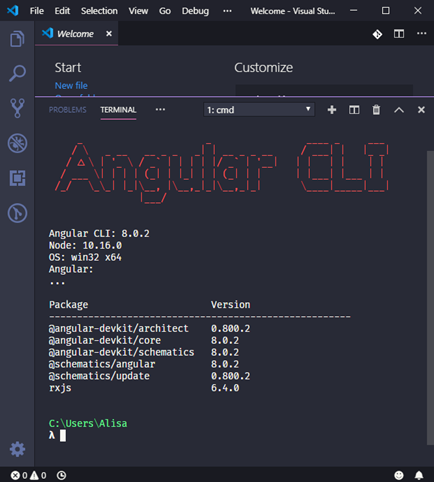 File Edit Selection View Go Debug ··· Welcome - Visual Stu...
Welcome
Start
Customize
New file
PROBLEMS TERMINAL ··· 1: cmd
Angular CLI
Angular CLI: 8.0.2
Node: 10.16.0
OS: win32 x64
Angular:
...
Package Version
------------------------------------------------------
@angular-devkit/architect 0.800.2
@angular-devkit/core 8.0.2
@angular-devkit/schematics 8.0.2
@schematics/angular 8.0.2
@schematics/update 0.800.2
rxjs 6.4.0
C:\Users\Alisa
λ
0 0